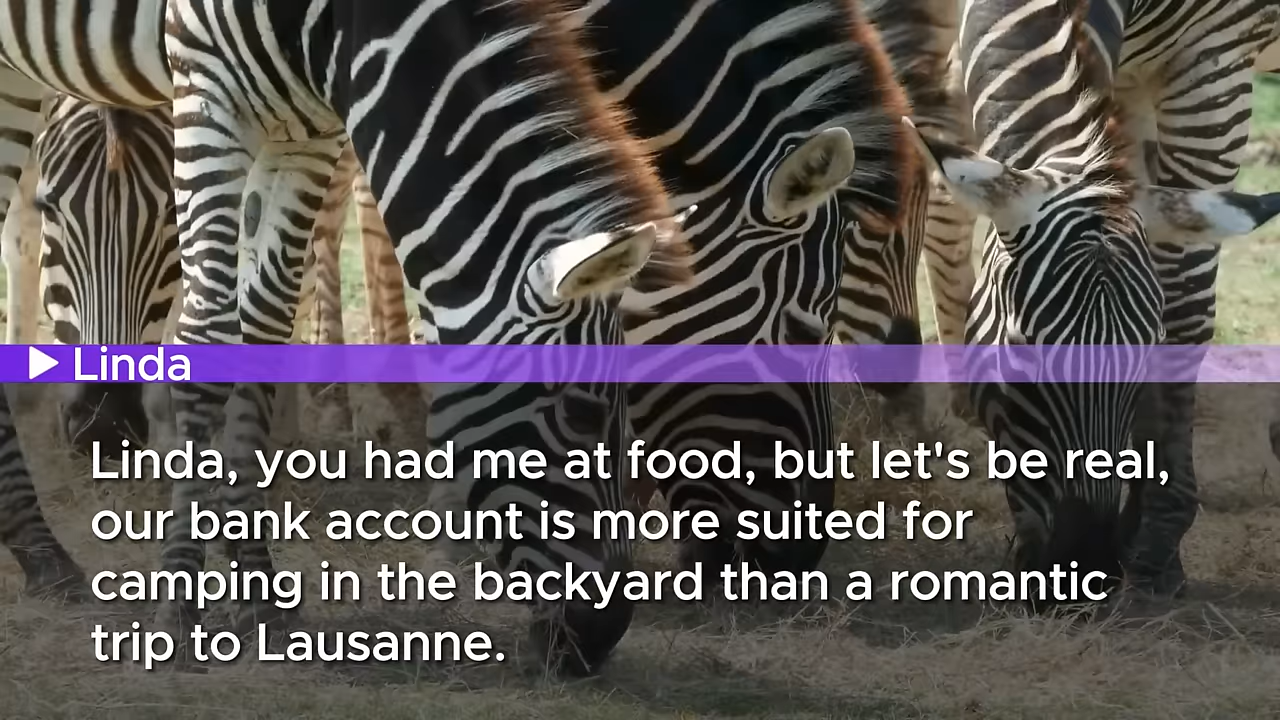 Linda
Linda, you had me at food, but let's be real,
our bank account is more suited for
camping in the backyard than a romantic
trip to Lausanne.